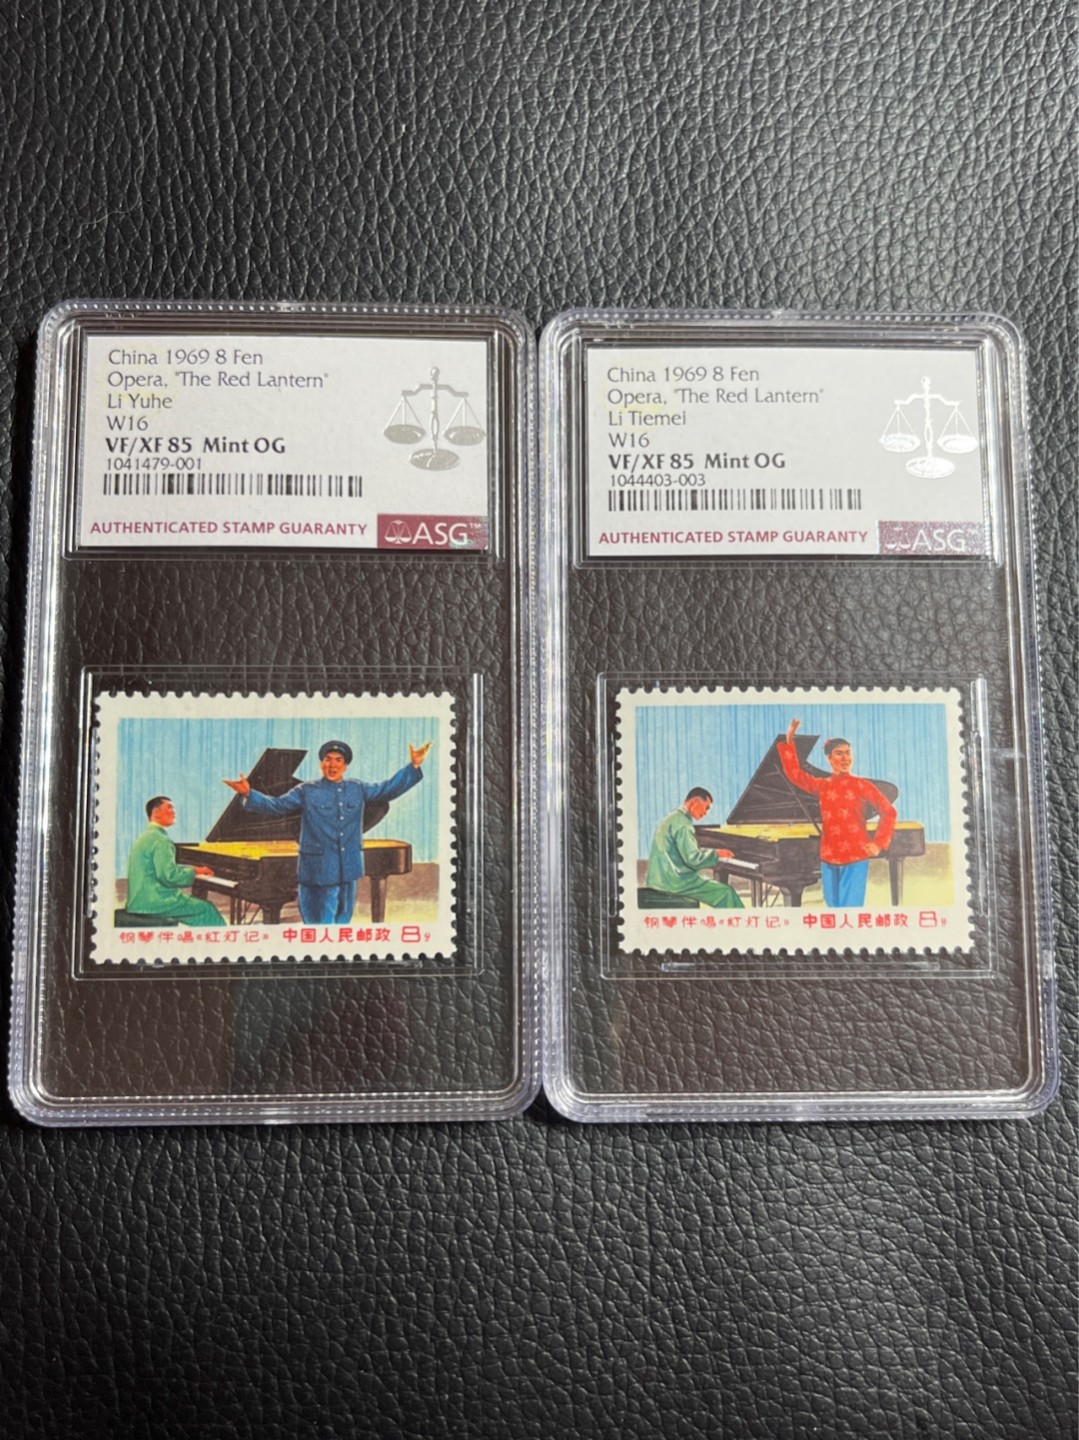 China 1969 8 Fen
Opera, "The Red Lantern"
Li Yuhe
W16
VF/XF 85 Mint OG
1041479-001
AUTHENTICATED STAMP GUARANTY ASG™
钢琴伴唱《红灯记》 中国人民邮政 8分
China 1969 8 Fen
Opera, "The Red Lantern"
Li Tiemei
W16
VF/XF 85 Mint OG
1044403-003
AUTHENTICATED STAMP GUARANTY ASG
钢琴伴唱《红灯记》 中国人民邮政 8分